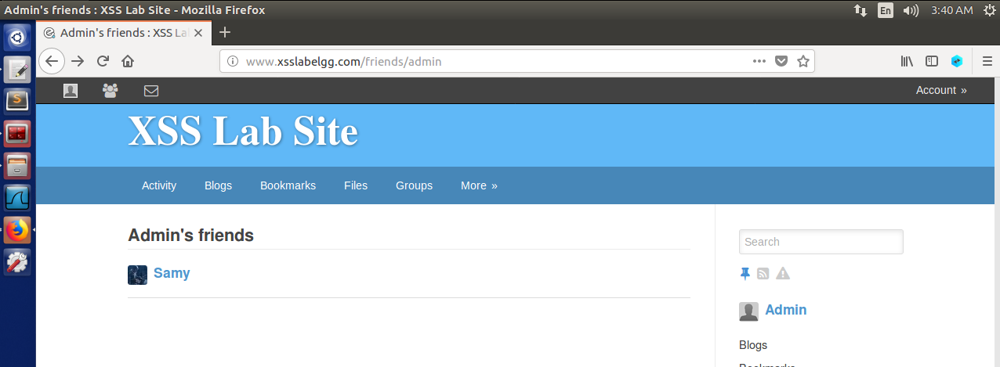 Admin's friends : XSS Lab Site - Mozilla Firefox
En
3:40 AM
Admin's friends : XSS La
www.xsslabelgg.com/friends/admin
Account »
XSS Lab Site
Activity Blogs Bookmarks Files Groups More »
Admin's friends
Search
Samy
Admin
Blogs
Bookmarks